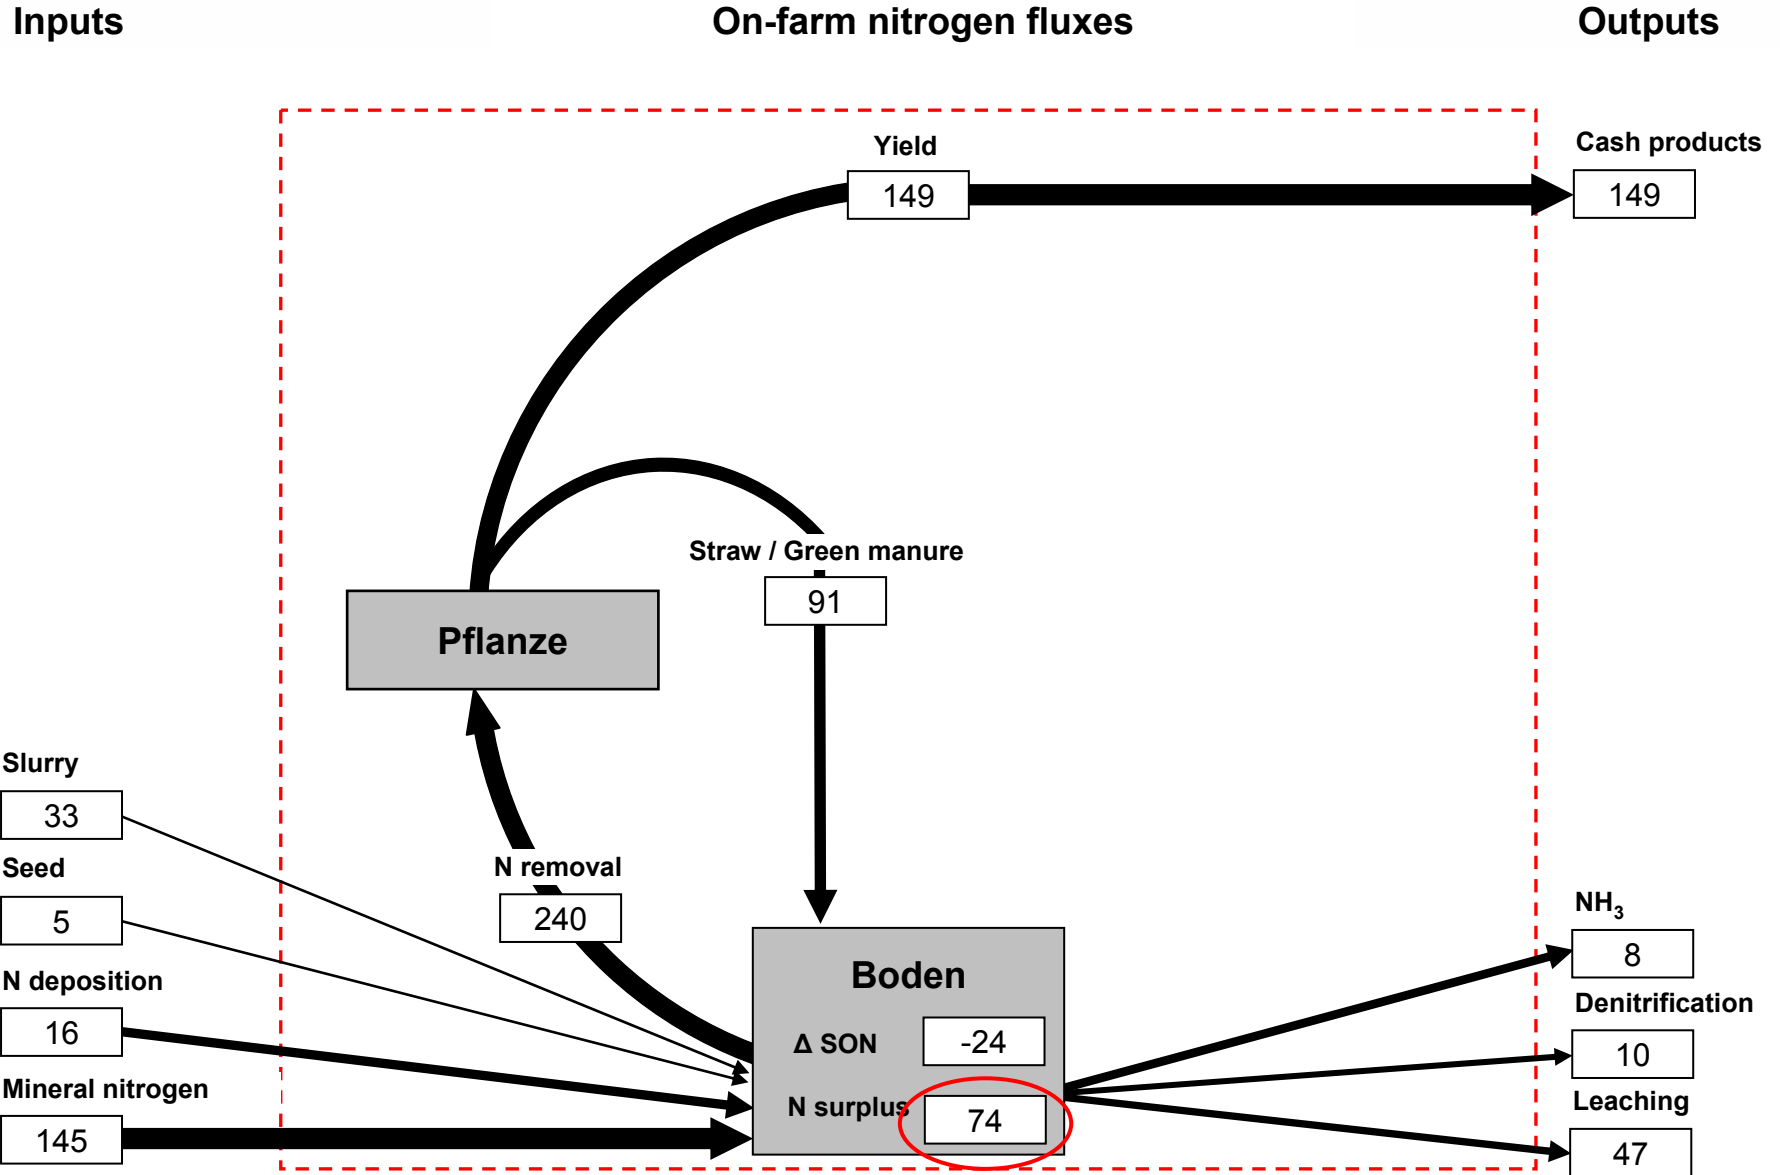 Inputs
On-farm nitrogen fluxes
Outputs
Yield
149
Cash products
149
Straw / Green manure
91
Pflanze
Slurry
33
N removal
240
Seed
5
N deposition
16
Mineral nitrogen
145
Boden
Δ SON
-24
N surplus
74
NH₃
8
Denitrification
10
Leaching
47